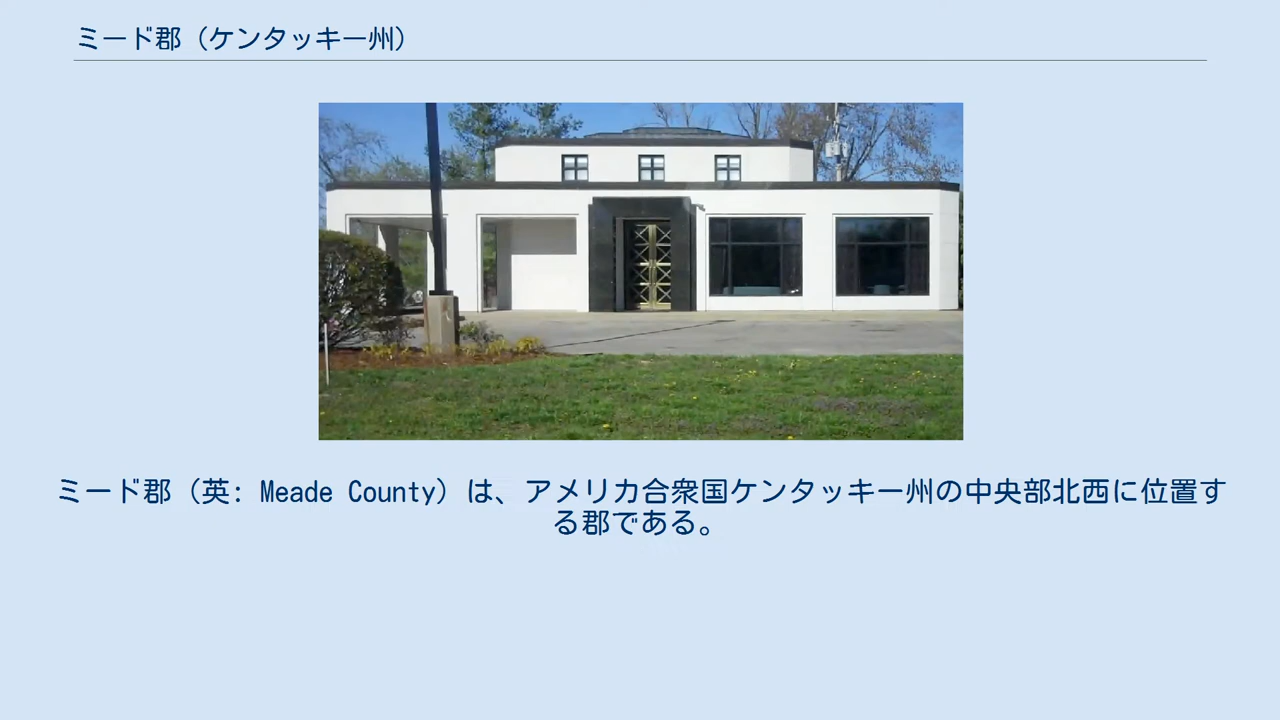 ミード郡（ケンタッキー州）
ミード郡（英: Meade County）は、アメリカ合衆国ケンタッキー州の中央部北西に位置す
る郡である。